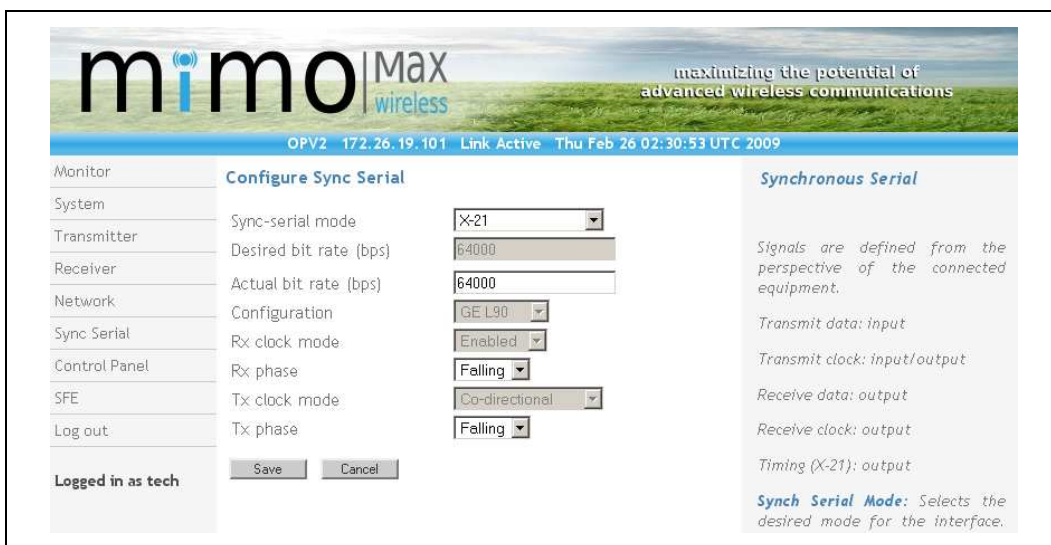 mimo Max wireless
maximizing the potential of
advanced wireless communications
OPV2 172.26.19.101 Link Active Thu Feb 26 02:30:53 UTC 2009
Monitor
System
Transmitter
Receiver
Network
Sync Serial
Control Panel
SFE
Log out
Logged in as tech
Configure Sync Serial
Sync-serial mode X-21
Desired bit rate (bps) 64000
Actual bit rate (bps) 64000
Configuration GE L90
Rx clock mode Enabled
Rx phase Falling
Tx clock mode Co-directional
Tx phase Falling
Save Cancel
Synchronous Serial
Signals are defined from the
perspective of the connected
equipment.
Transmit data: input
Transmit clock: input/output
Receive data: output
Receive clock: output
Timing (X-21): output
Synch Serial Mode: Selects the
desired mode for the interface.